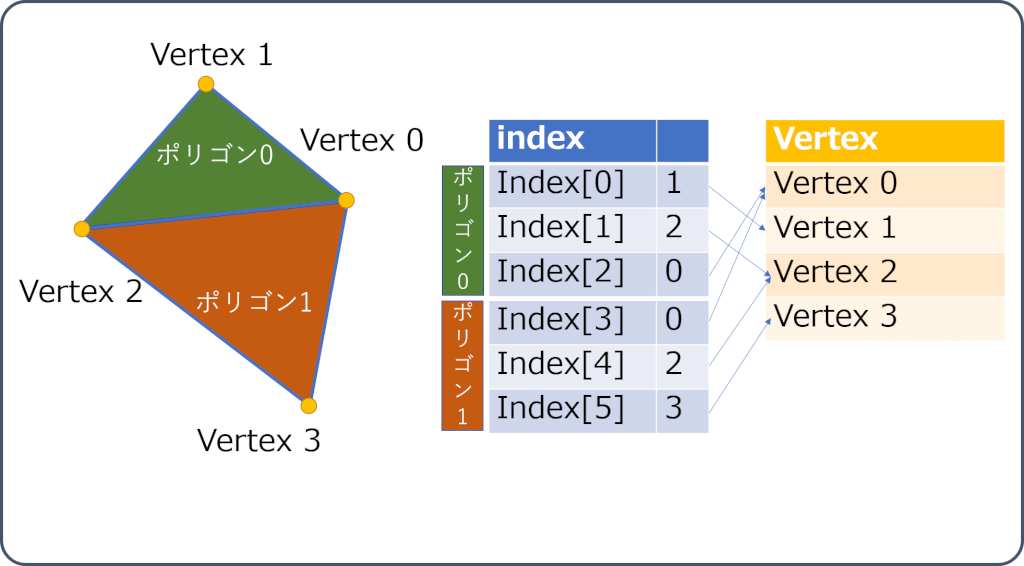 Vertex 1
Vertex 0
ポリゴン0
Vertex 2
ポリゴン1
Vertex 3
index
ポリゴン0
Index[0] 1
Index[1] 2
Index[2] 0
ポリゴン1
Index[3] 0
Index[4] 2
Index[5] 3
Vertex
Vertex 0
Vertex 1
Vertex 2
Vertex 3